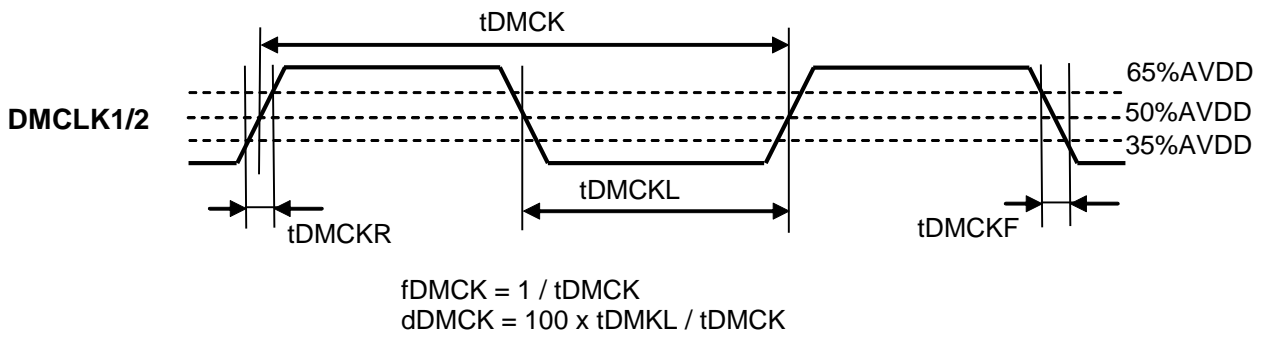 tDMCK
65%AVDD
DMCLK1/2
50%AVDD
35%AVDD
tDMCKL
tDMCKR
tDMCKF
fDMCK = 1 / tDMCK
dDMCK = 100 x tDMKL / tDMCK